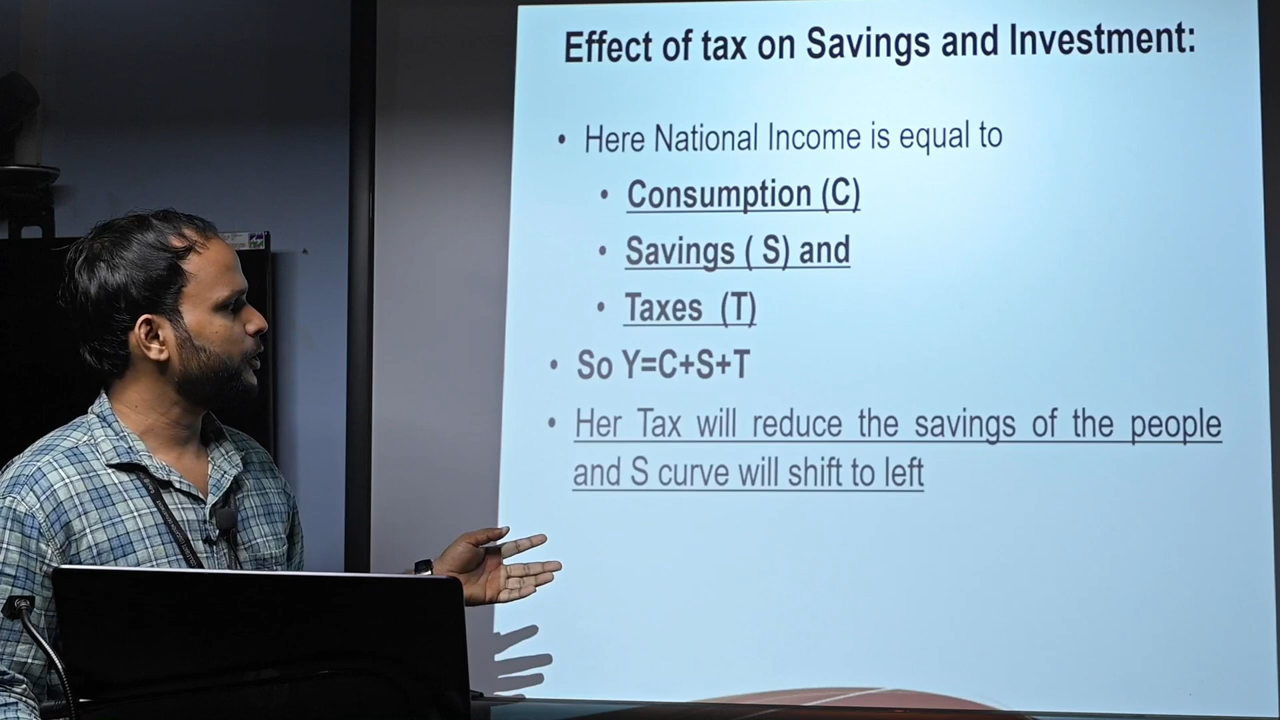 Effect of tax on Savings and Investment:
• Here National Income is equal to
• Consumption (C)
• Savings ( S) and
• Taxes (T)
• So Y=C+S+T
• Her Tax will reduce the savings of the people
and S curve will shift to left